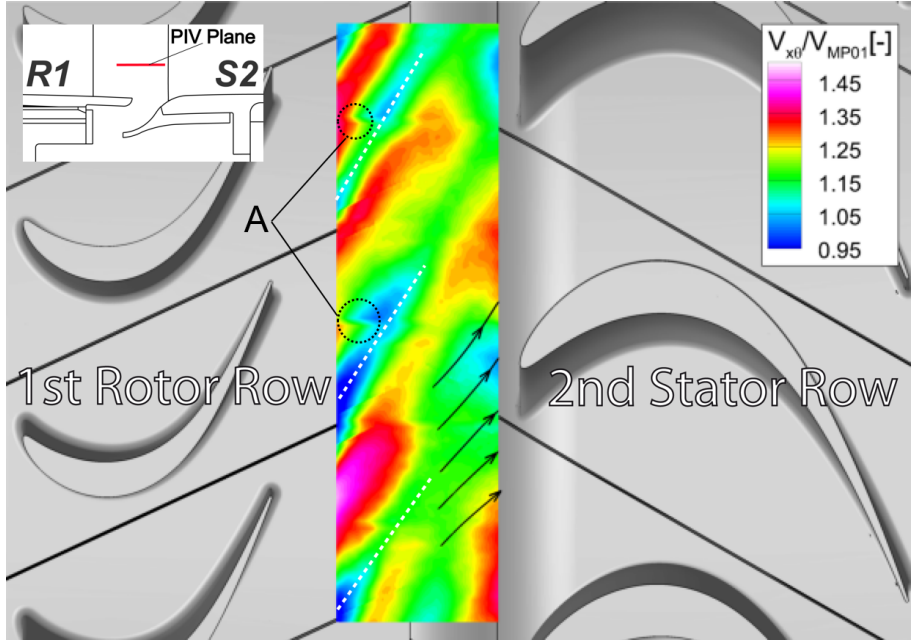 PIV Plane
R1
S2
V_xθ/V_MP01[-]
1.45
1.35
1.25
1.15
1.05
0.95
A
1st Rotor Row
2nd Stator Row